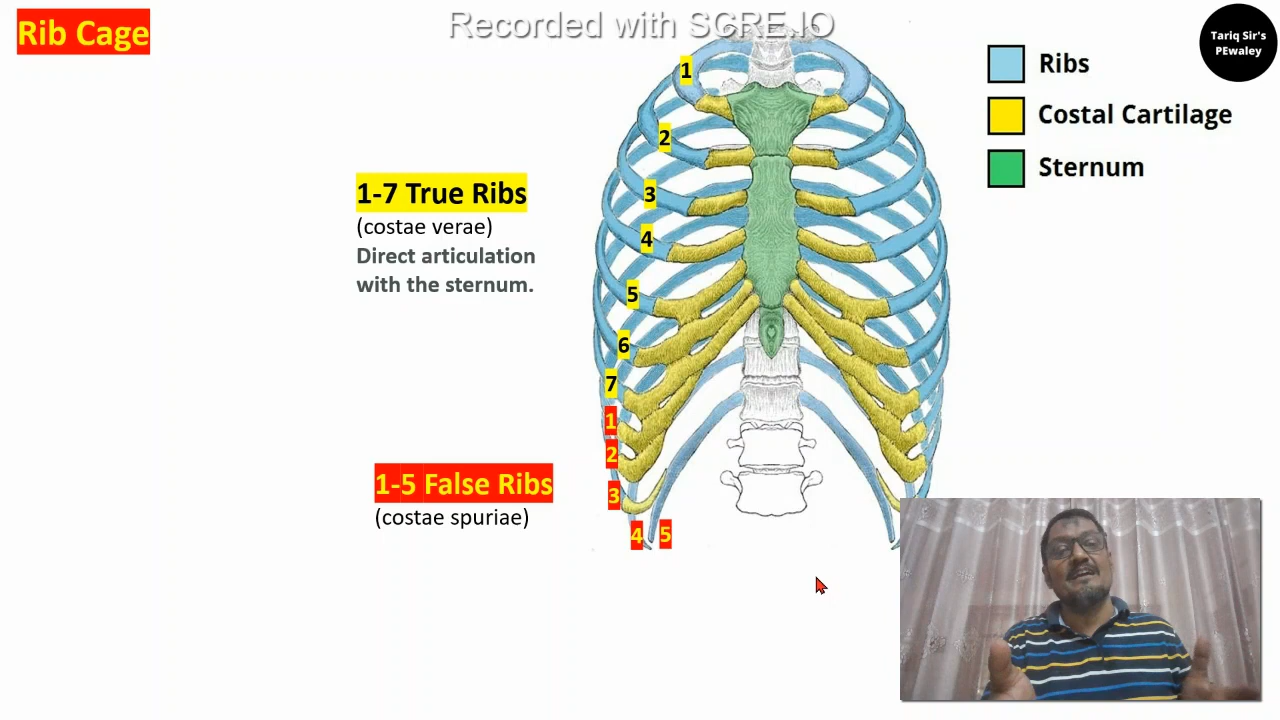 Rib Cage
Recorded with SCRE.IO
Tariq Sir's
PEwaley
Ribs
Costal Cartilage
Sternum
1-7 True Ribs
(costae verae)
Direct articulation
with the sternum.
1
2
3
4
5
6
7
1
2
3
4 5
1-5 False Ribs
(costae spuriae)